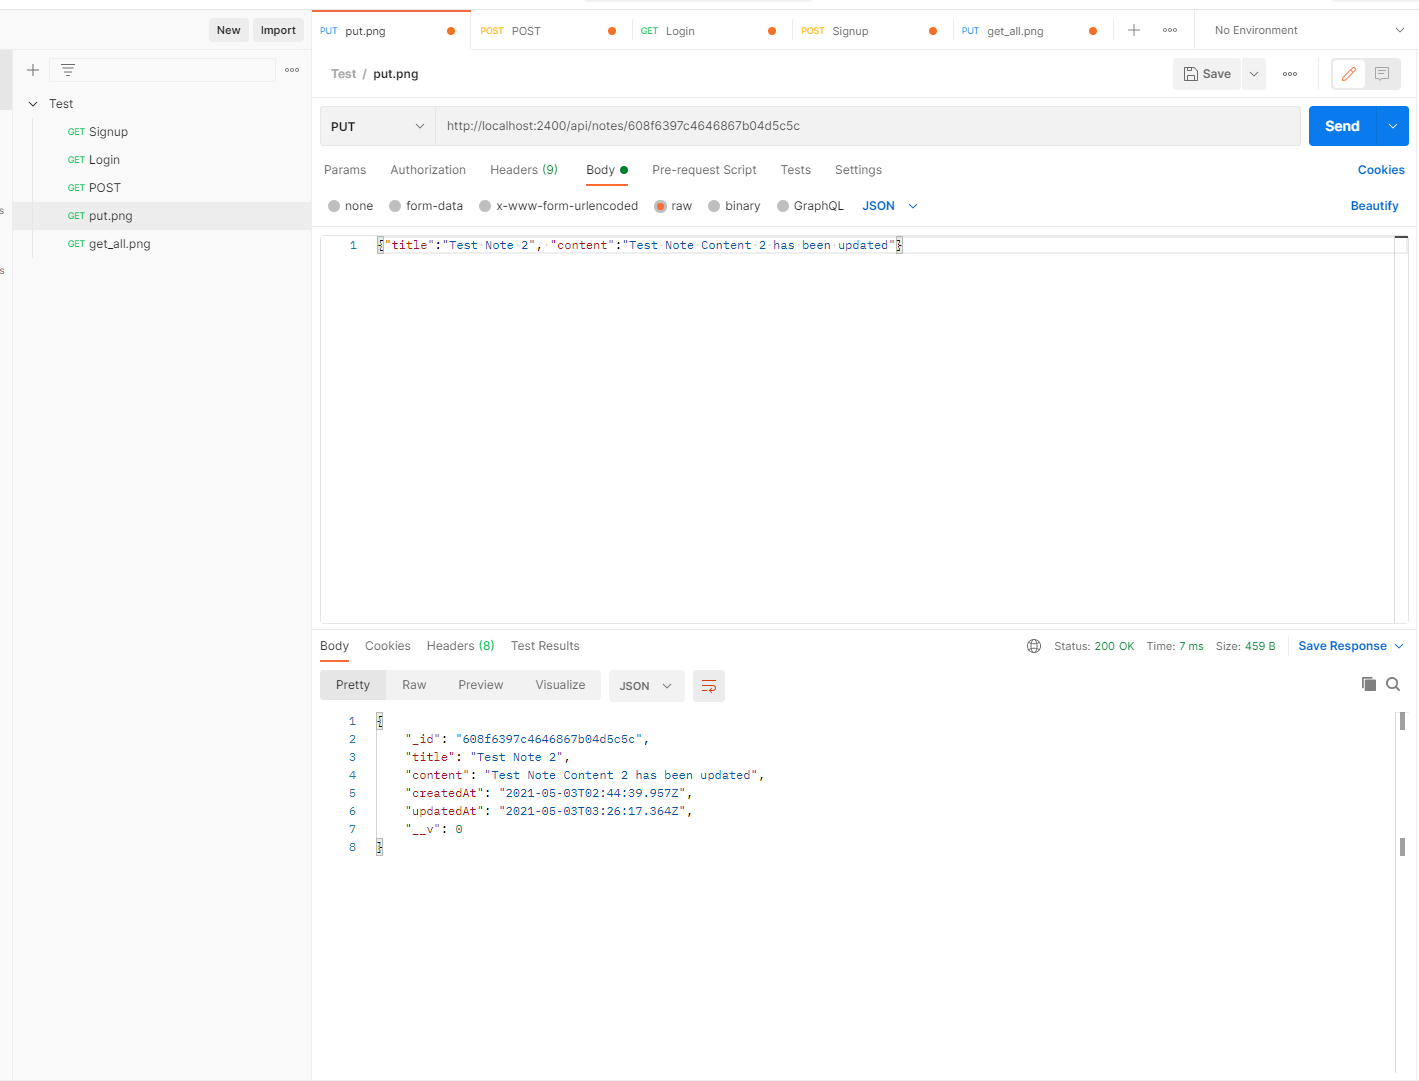 New Import
PUT put.png POST POST GET Login POST Signup PUT get_all.png No Environment
Test / put.png Save
Test
GET Signup
GET Login
GET POST
GET put.png
GET get_all.png
s
s
PUT http://localhost:2400/api/notes/608f6397c4646867b04d5c5c Send
Params Authorization Headers (9) Body Pre-request Script Tests Settings Cookies
none form-data x-www-form-urlencoded raw binary GraphQL JSON Beautify
1 {"title":"Test Note 2", "content":"Test Note Content 2 has been updated"}
Body Cookies Headers (8) Test Results Status: 200 OK Time: 7 ms Size: 459 B Save Response
Pretty Raw Preview Visualize JSON
1 {
2 "_id": "608f6397c4646867b04d5c5c",
3 "title": "Test Note 2",
4 "content": "Test Note Content 2 has been updated",
5 "createdAt": "2021-05-03T02:44:39.957Z",
6 "updatedAt": "2021-05-03T03:26:17.364Z",
7 "__v": 0
8 }